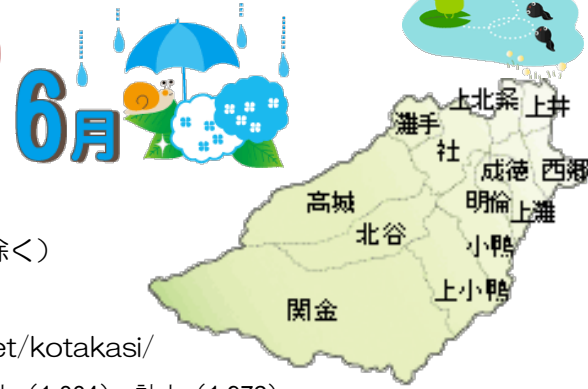 6月
上北条
上井
灘手
社
成徳
西郷
高城
明倫
上灘
北谷
小鴨
除く)
上小鴨
関金
et/kotakasi/